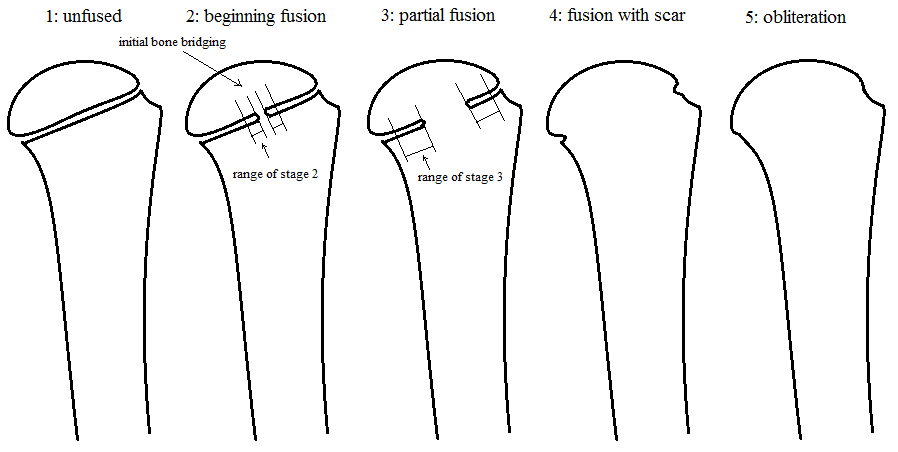 1: unfused
2: beginning fusion
3: partial fusion
4: fusion with scar
5: obliteration
initial bone bridging
range of stage 2
range of stage 3